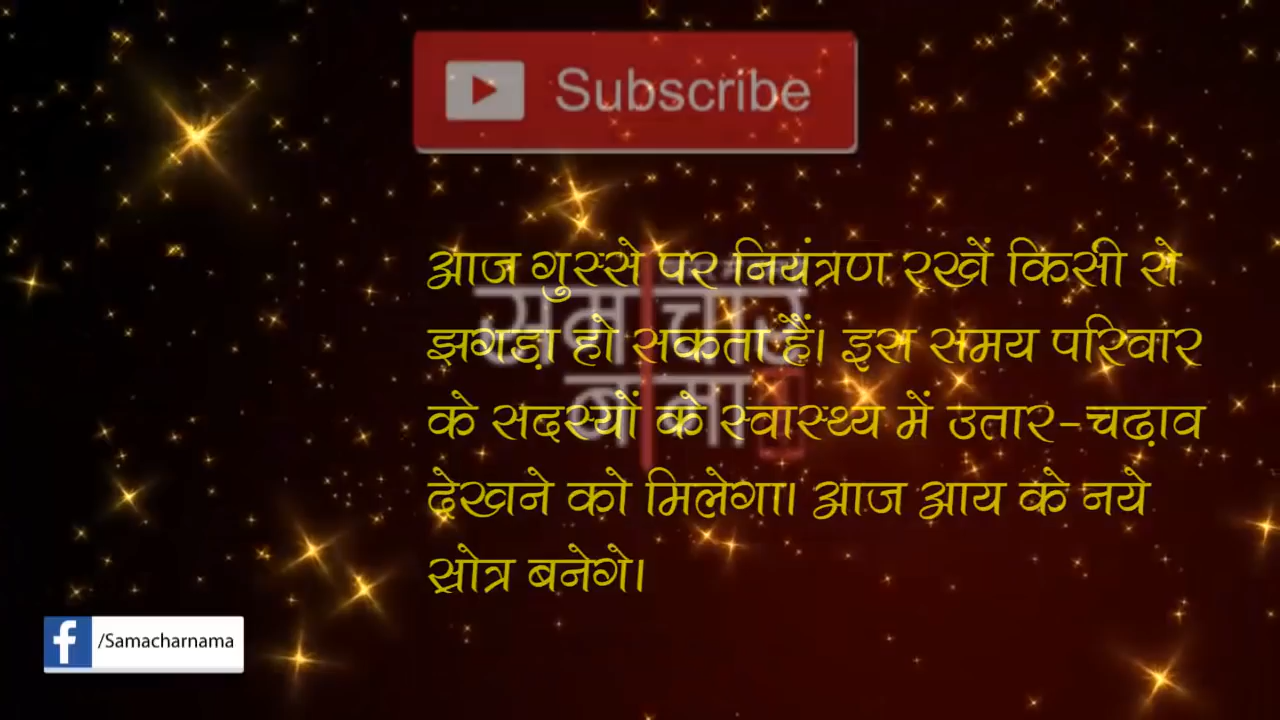 Subscribe
आज गुस्से पर नियंत्रण रखें किसी से
झगड़ा हो सकता हैं। इस समय परिवार
के सदस्यों के स्वास्थ्य में उतार-चढ़ाव
देखने को मिलेगा। आज आय के नये
स्रोत बनेगे।
समाचार
नामा
/Samacharnama